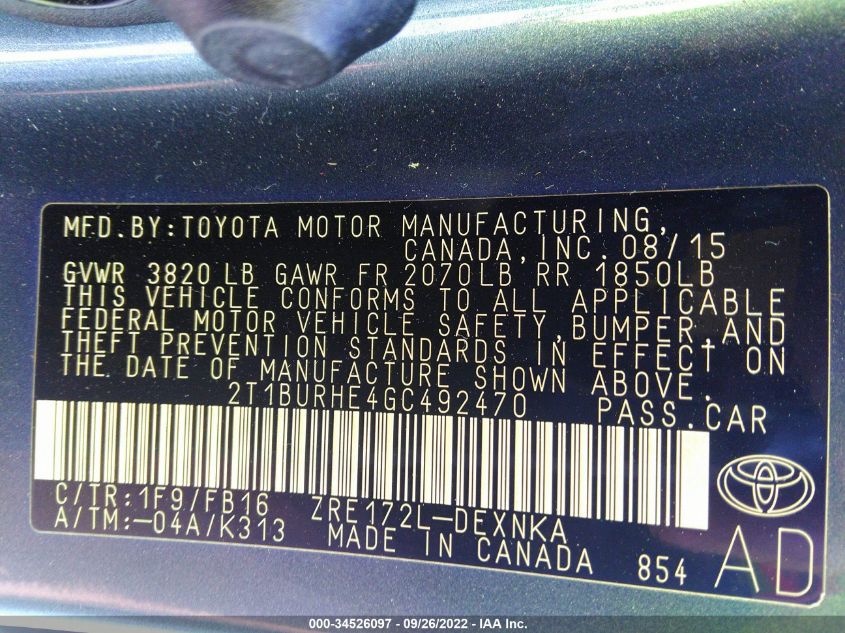 MFD.BY:TOYOTA MOTOR MANUFACTURING,
CANADA,INC. 08/15
GVWR 3820 LB GAWR FR 2070LB RR 1850LB
THIS VEHICLE CONFORMS TO ALL APPLICABLE
FEDERAL MOTOR VEHICLE SAFETY,BUMPER,AND
THEFT PREVENTION STANDARDS IN EFFECT ON
THE DATE OF MANUFACTURE SHOWN ABOVE.
2T1BURHE4GC492470 PASS.CAR
C/TR:1F9/FB16 ZRE172L-DEXNKA
A/TM:-04A/K313 MADE IN CANADA 854 AD
000-34526097 - 09/26/2022 - IAA Inc.